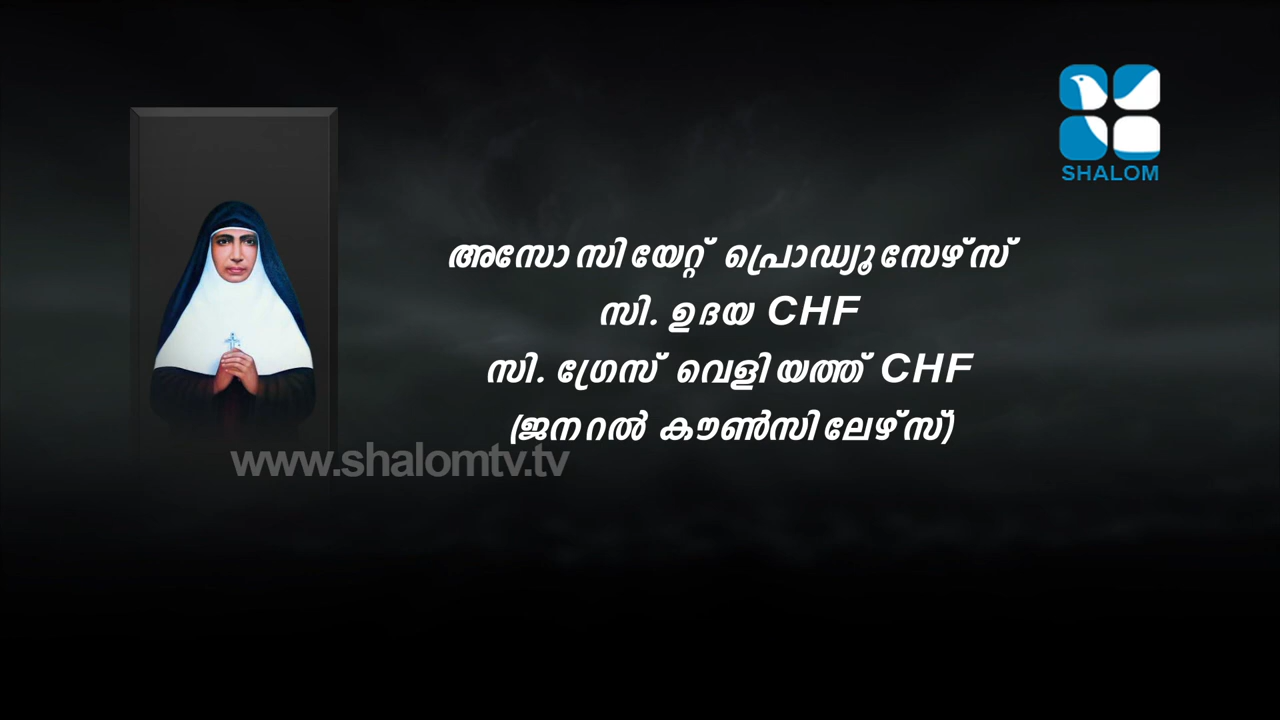 SHALOM
അസോസിയേറ്റ് പ്രൊഡ്യൂസേഴ്സ്
സി. ഉദയ CHF
സി. ഗ്രേസ് വെളിയത്ത് CHF
(ജനറൽ കൗൺസിലേഴ്സ്)
www.shalomtv.tv